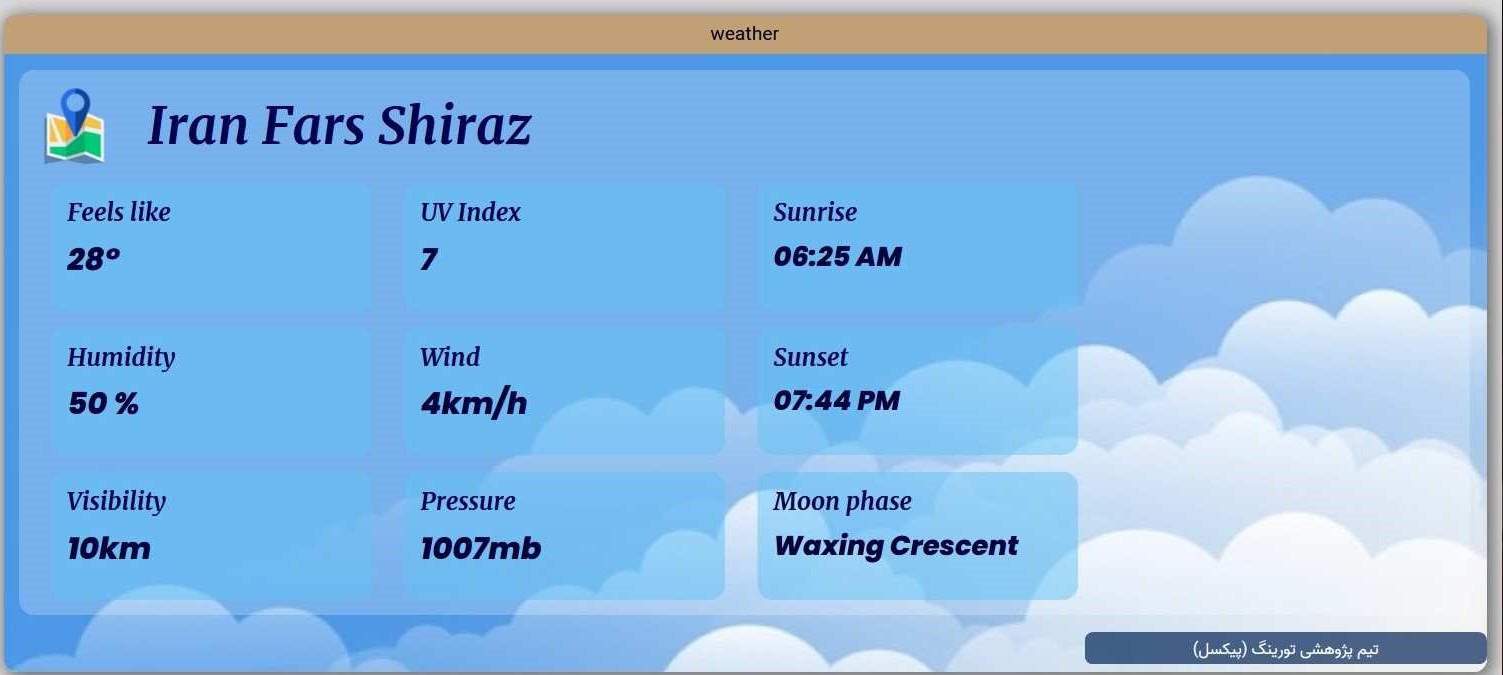 weather
Iran Fars Shiraz
Feels like
28°
UV Index
7
Sunrise
06:25 AM
Humidity
50 %
Wind
4km/h
Sunset
07:44 PM
Visibility
10km
Pressure
1007mb
Moon phase
Waxing Crescent
تیم پژوهشی تورینگ (پیکسل)